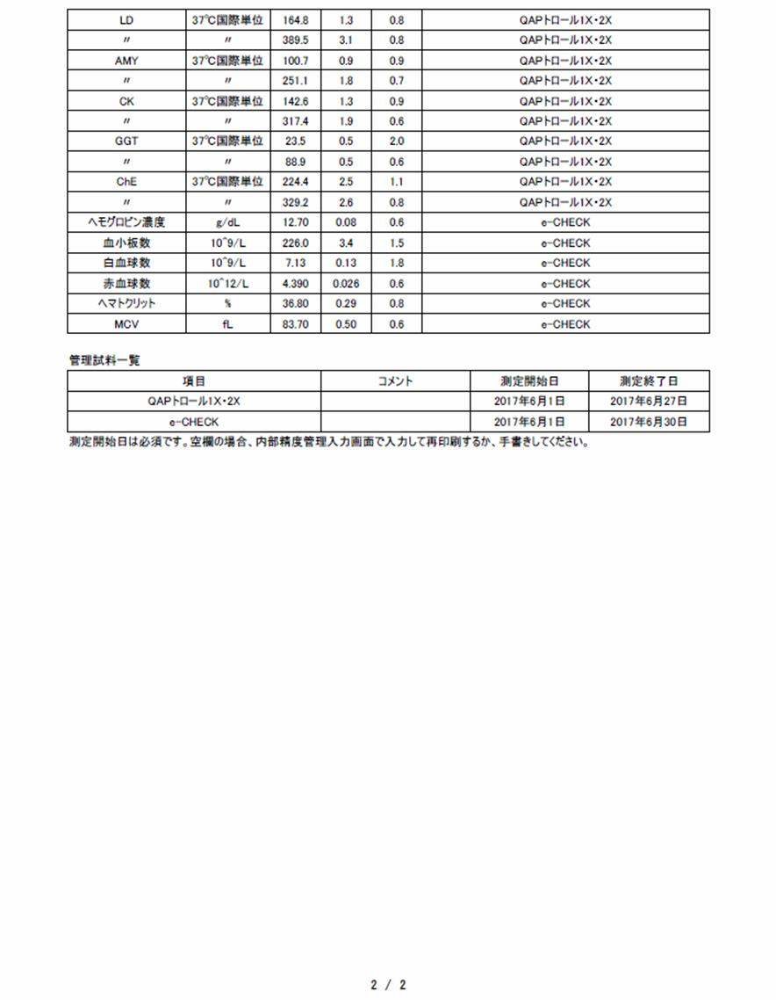 LD 37℃国際単位 164.8 1.3 0.8 QAPトロール1X・2X
〃 〃 389.5 3.1 0.8 QAPトロール1X・2X
AMY 37℃国際単位 100.7 0.9 0.9 QAPトロール1X・2X
〃 〃 251.1 1.8 0.7 QAPトロール1X・2X
CK 37℃国際単位 142.6 1.3 0.9 QAPトロール1X・2X
〃 〃 317.4 1.9 0.6 QAPトロール1X・2X
GGT 37℃国際単位 23.5 0.5 2.0 QAPトロール1X・2X
〃 〃 88.9 0.5 0.6 QAPトロール1X・2X
ChE 37℃国際単位 224.4 2.5 1.1 QAPトロール1X・2X
〃 〃 329.2 2.6 0.8 QAPトロール1X・2X
ヘモグロビン濃度 g/dL 12.70 0.08 0.6 e-CHECK
血小板数 10^9/L 226.0 3.4 1.5 e-CHECK
白血球数 10^9/L 7.13 0.13 1.8 e-CHECK
赤血球数 10^12/L 4.390 0.026 0.6 e-CHECK
ヘマトクリット % 36.80 0.29 0.8 e-CHECK
MCV fL 83.70 0.50 0.6 e-CHECK
管理試料一覧
項目 コメント 測定開始日 測定終了日
QAPトロール1X・2X 2017年6月1日 2017年6月27日
e-CHECK 2017年6月1日 2017年6月30日
測定開始日は必須です。空欄の場合、内部精度管理入力画面で入力して再印刷するか、手書きしてください。
2 / 2